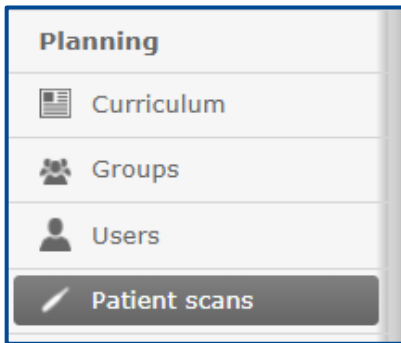 Planning
Curriculum
Groups
Users
Patient scans